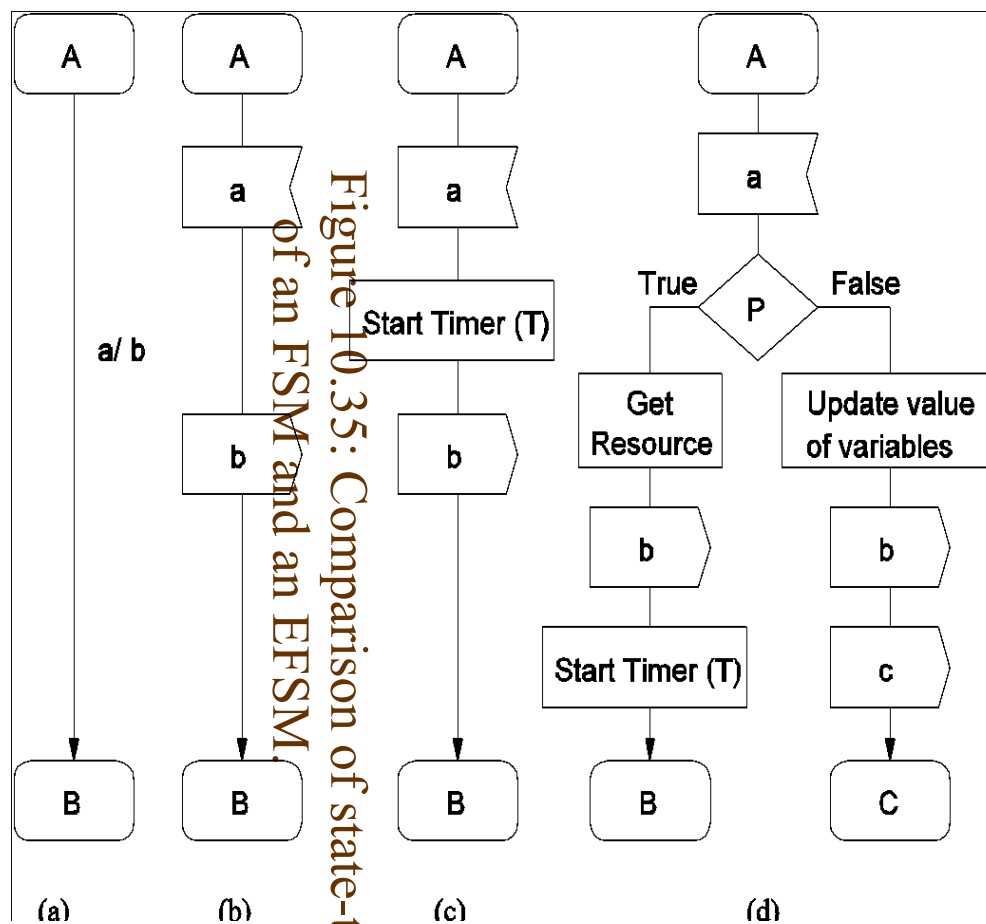 A
A
A
A
a
a
a
True
P
False
Start Timer (T)
a/ b
Get
Resource
Update value
of variables
b
b
b
b
Start Timer (T)
c
B
B
B
B
C
(a)
(b)
(c)
(d)
Figure 10.35: Comparison of
of an FSM and an EFSM.